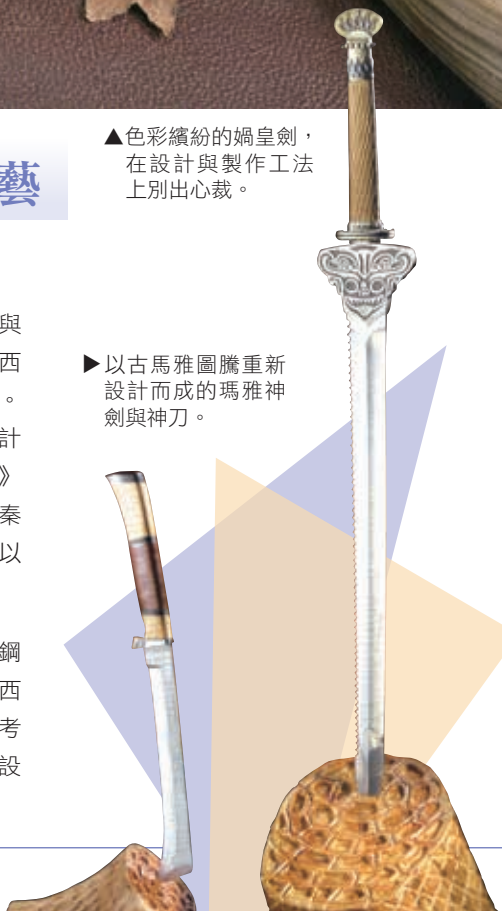 ▲色彩繽紛的媧皇劍,
在設計與製作工法
上別出心裁。
藝
▶以古馬雅圖騰重新
設計而成的瑪雅神
劍與神刀。
與
西
。
計
》
秦
以
鋼
西
考
設